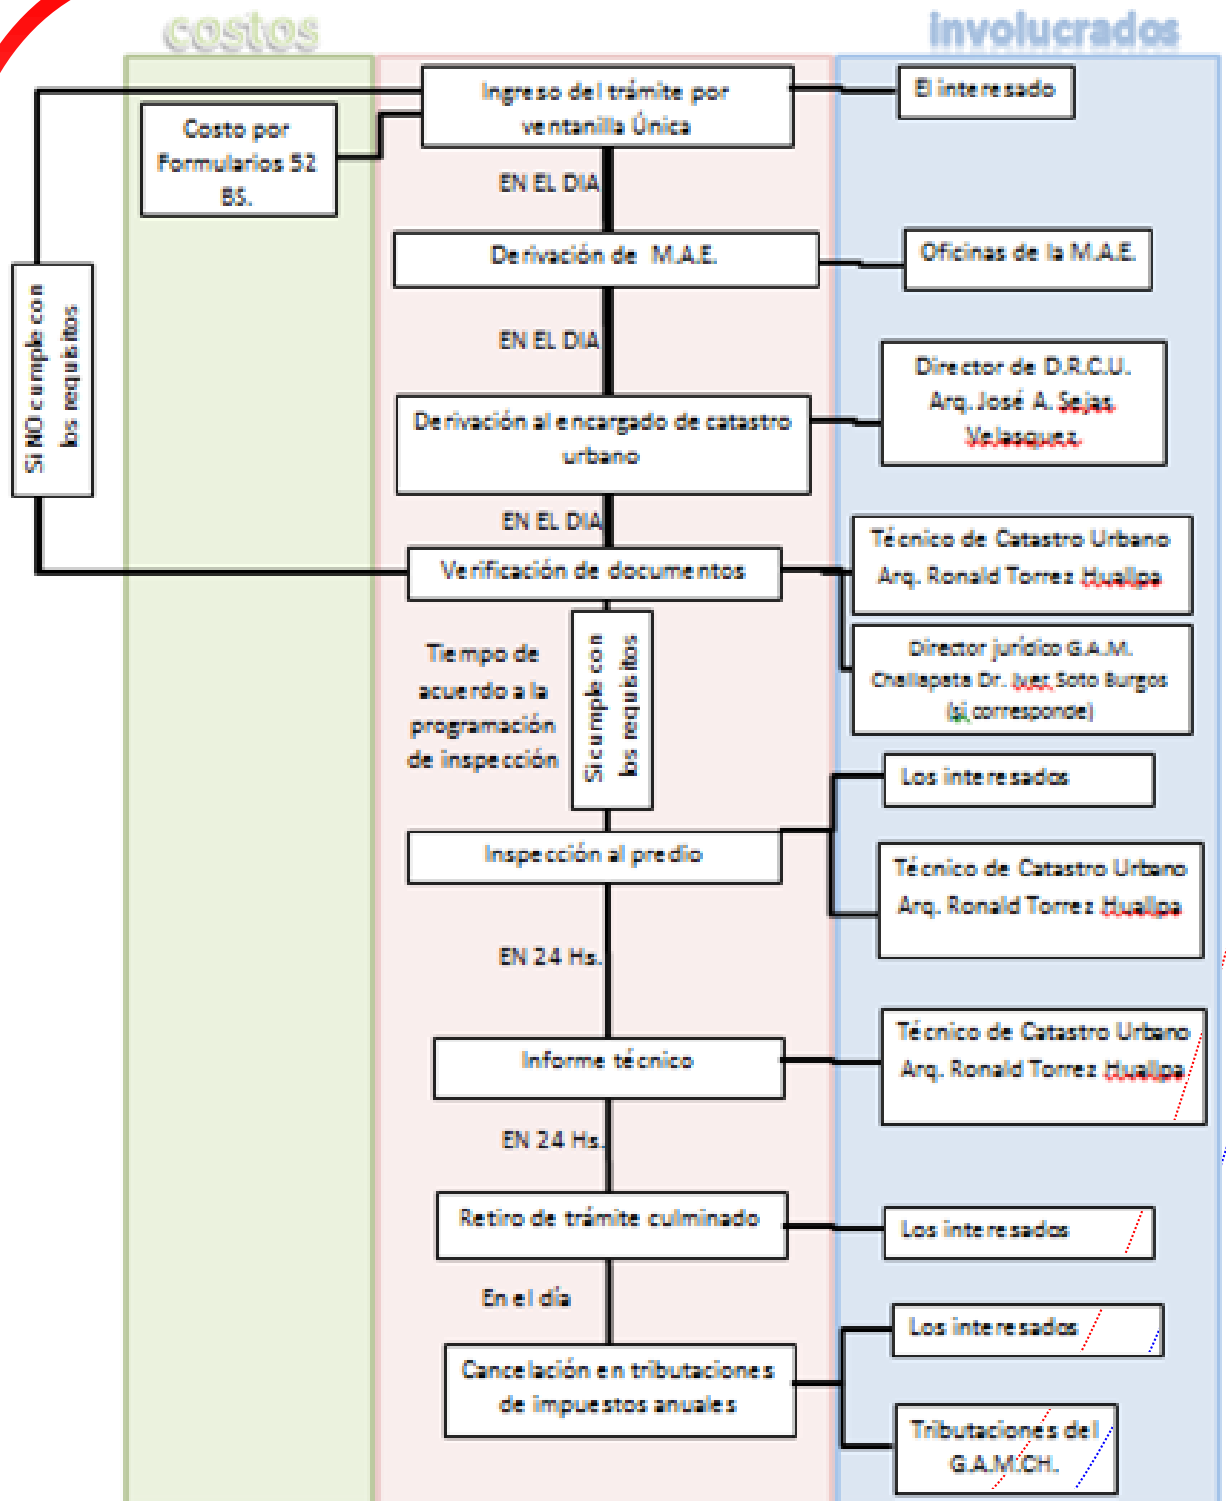 costos
involucrados
Ingreso del trámite por
ventanilla Única
El interesado
Costo por
Formularios 52
BS.
EN EL DIA
Derivación de M.A.E.
Oficinas de la M.A.E.
Si NO cumple con
los requisitos
EN EL DIA
Director de D.R.C.U.
Arq. José A. Sejas
Velasquez
Derivación al encargado de catastro
urbano
EN EL DIA
Técnico de Catastro Urbano
Arq. Ronald Torrez Huallpa
Verificación de documentos
Director jurídico G.A.M.
Challapata Dr. Iver Soto Burgos
(si corresponde)
Tiempo de
acuerdo a la
programación
de inspección
Si cumple con
los requisitos
Los interesados
Inspección al predio
Técnico de Catastro Urbano
Arq. Ronald Torrez Huallpa
EN 24 Hs.
Técnico de Catastro Urbano
Arq. Ronald Torrez Huallpa
Informe técnico
EN 24 Hs.
Retiro de trámite culminado
Los interesados
En el día
Los interesados
Cancelación en tributaciones
de impuestos anuales
Tributaciones del
G.A.M.CH.